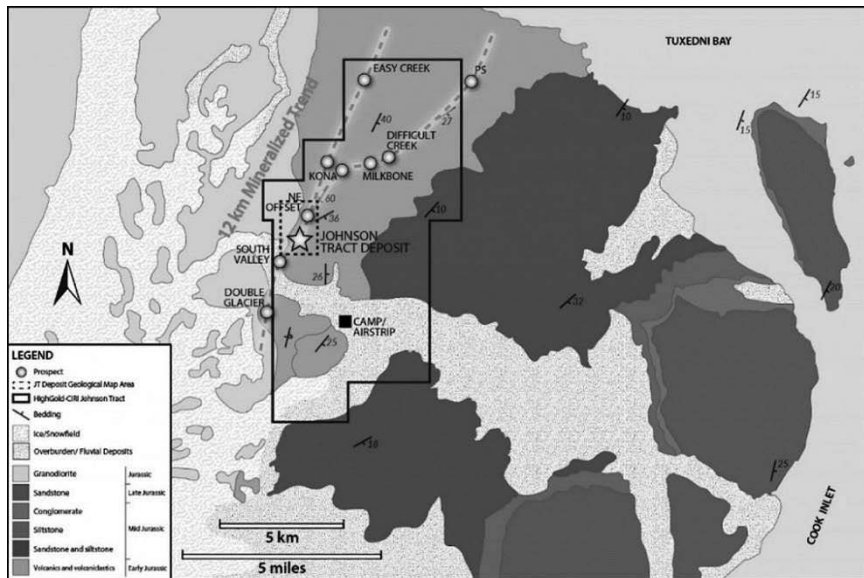 TUXEDNI BAY
EASY CREEK
PS
15
15
10
40
27
DIFFICULT
CREEK
12 km Mineralized Trend
KONA
MILKBONE
60
NE
OFFSET
36
10
N
JOHNSON
TRACT DEPOSIT
SOUTH
VALLEY
26
20
DOUBLE
GLACIER
32
CAMP/
AIRSTRIP
25
LEGEND
Prospect
JT Deposit Geological Map Area
HighGold-CIRI Johnson Tract
Bedding
Ice/Snowfield
Overburden/ Fluvial Deposits
Granodiorite
Jurassic
Sandstone
Late Jurassic
Conglomerate
Siltstone
Mid Jurassic
Sandstone and siltstone
Volcanics and volcaniclastics
Early Jurassic
18
25
5 km
5 miles
COOK INLET